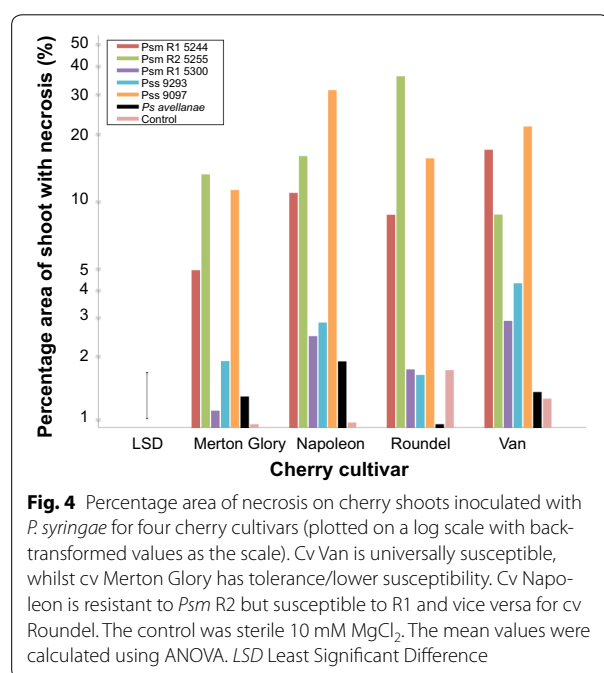 Percentage area of shoot with necrosis (%)
50
40
30
20
10
5
4
3
2
1
Psm R1 5244
Psm R2 5255
Psm R1 5300
Pss 9293
Pss 9097
Ps avellanae
Control
LSD Merton Glory Napoleon Roundel Van
Cherry cultivar
Fig. 4 Percentage area of necrosis on cherry shoots inoculated with
P. syringae for four cherry cultivars (plotted on a log scale with back-
transformed values as the scale). Cv Van is universally susceptible,
whilst cv Merton Glory has tolerance/lower susceptibility. Cv Napo-
leon is resistant to Psm R2 but susceptible to R1 and vice versa for cv
Roundel. The control was sterile 10 mM MgCl₂. The mean values were
calculated using ANOVA. LSD Least Significant Difference